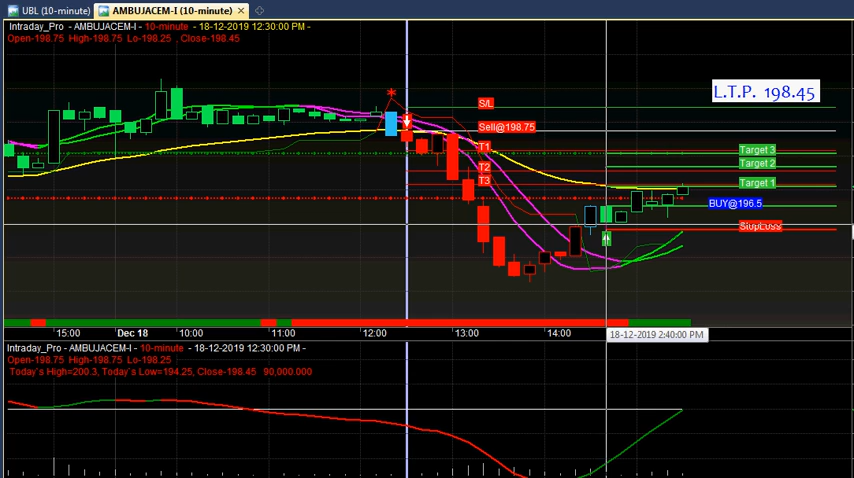 UBL (10-minute)  AMBUJACEM-I (10-minute)
Intraday_Pro - AMBUJACEM-I - 10-minute - 18-12-2019 12:30:00 PM -
Open-198.75 High-198.75 Lo-198.25 , Close-198.45
L.T.P. 198.45
S/L
Sell@198.75
T1
T2
T3
Target 3
Target 2
Target 1
BUY@196.5
StopLoss
15:00 Dec 18 10:00 11:00 12:00 13:00 14:00
18-12-2019 2:40:00 PM
Intraday_Pro - AMBUJACEM-I - 10-minute - 18-12-2019 12:30:00 PM -
Open-198.75 High-198.75 Lo-198.25
Today's High=200.3, Today's Low=194.25, Close-198.45 90,000.000